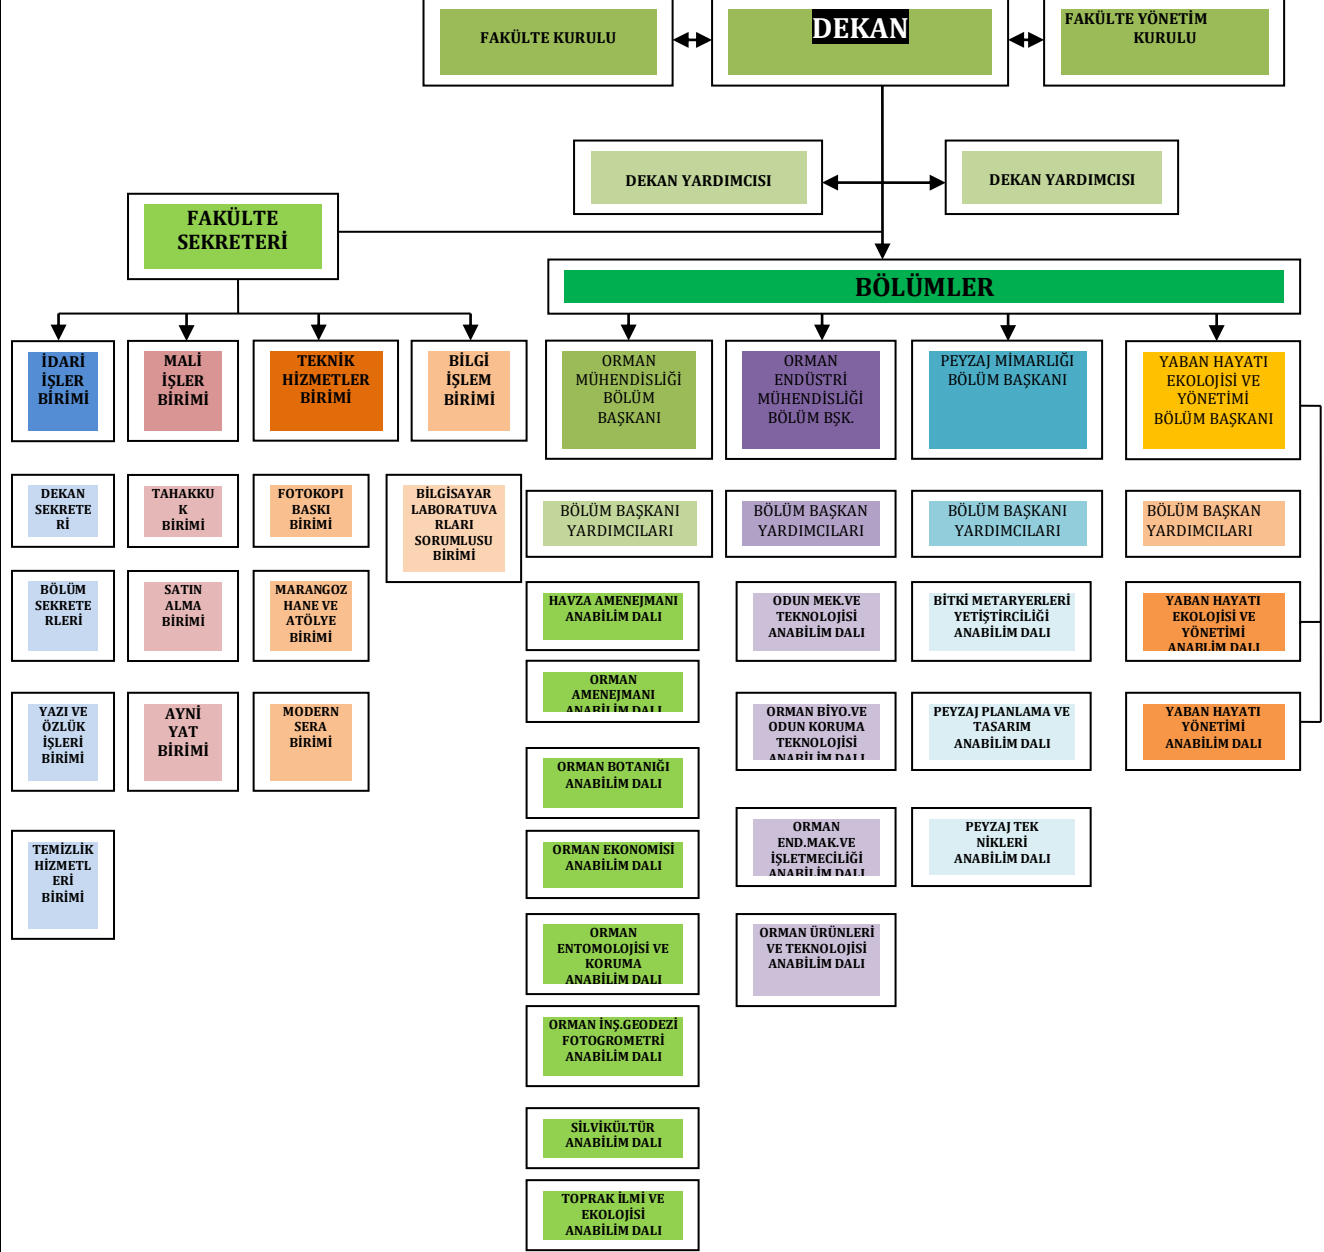 FAKÜLTE KURULU
DEKAN
FAKÜLTE YÖNETİM
KURULU
DEKAN YARDIMCISI
DEKAN YARDIMCISI
FAKÜLTE
SEKRETERİ
BÖLÜMLER
İDARİ
İŞLER
BİRİMİ
MALİ
İŞLER
BİRİMİ
TEKNİK
HİZMETLER
BİRİMİ
BİLGİ
İŞLEM
BİRİMİ
ORMAN
MÜHENDİSLİĞİ
BÖLÜM
BAŞKANI
ORMAN
ENDÜSTRİ
MÜHENDİSLİĞİ
BÖLÜM BŞK.
PEYZAJ MİMARLIĞI
BÖLÜM BAŞKANI
YABAN HAYATI
EKOLOJİSİ VE
YÖNETİMİ
BÖLÜM BAŞKANI
DEKAN
SEKRETE
Rİ
TAHAKKU
K
BİRİMİ
FOTOKOPI
BASKI
BİRİMİ
BİLGİSAYAR
LABORATUVA
RLARI
SORUMLUSU
BİRİMİ
BÖLÜM BAŞKANI
YARDIMCILARI
BÖLÜM BAŞKAN
YARDIMCILARI
BÖLÜM BAŞKANI
YARDIMCILARI
BÖLÜM BAŞKAN
YARDIMCILARI
BÖLÜM
SEKRETE
RLERİ
SATIN
ALMA
BİRİMİ
MARANGOZ
HANE VE
ATÖLYE
BİRİMİ
HAVZA AMENEJMANI
ANABİLİM DALI
ODUN MEK.VE
TEKNOLOJİSİ
ANABİLİM DALI
BİTKİ METARYERLERİ
YETİŞTİRCİLİĞİ
ANABİLİM DALI
YABAN HAYATI
EKOLOJİSİ VE
YÖNETİMİ
ANABLİM DALI
ORMAN
AMENEJMANI
ANABİLİM DALI
YAZI VE
ÖZLÜK
İŞLERİ
BİRİMİ
AYNİ
YAT
BİRİMİ
MODERN
SERA
BİRİMİ
ORMAN BİYO.VE
ODUN KORUMA
TEKNOLOJİSİ
ANABİLİM DALI
PEYZAJ PLANLAMA VE
TASARIM
ANABİLİM DALI
YABAN HAYATI
YÖNETİMİ
ANABİLİM DALI
ORMAN BOTANIĞI
ANABİLİM DALI
TEMİZLİK
HİZMETL
ERİ
BİRİMİ
ORMAN EKONOMİSİ
ANABİLİM DALI
ORMAN
END.MAK.VE
İŞLETMECİLİĞİ
ANABİLİM DALI
PEYZAJ TEK
NİKLERİ
ANABİLİM DALI
ORMAN
ENTOMOLOJİSİ VE
KORUMA
ANABİLİM DALI
ORMAN ÜRÜNLERİ
VE TEKNOLOJİSİ
ANABİLİM DALI
ORMAN İNŞ.GEODEZİ
FOTOGROMETRİ
ANABİLİM DALI
SİLVİKÜLTÜR
ANABİLİM DALI
TOPRAK İLMİ VE
EKOLOJİSİ
ANABİLİM DALI